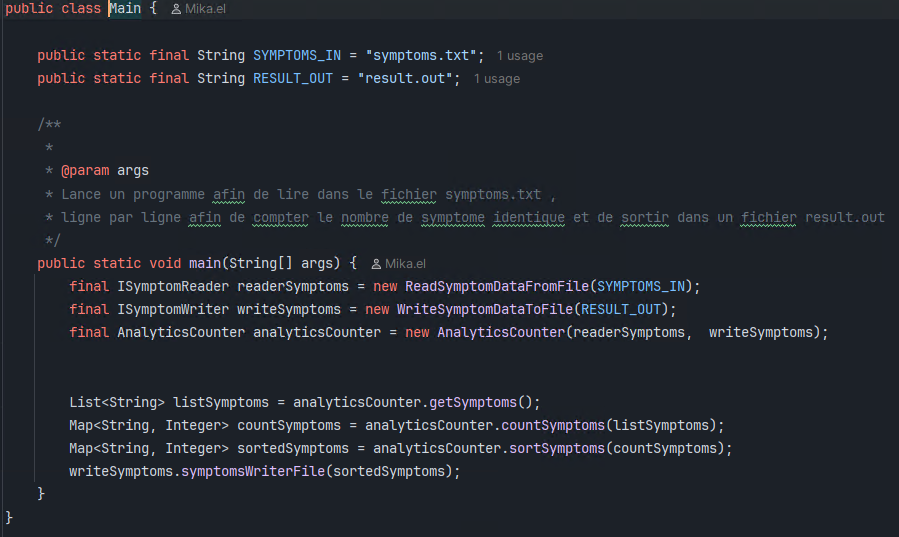 public class Main { Mika.el
public static final String SYMPTOMS_IN = "symptoms.txt"; 1 usage
public static final String RESULT_OUT = "result.out"; 1 usage
/**
*
* @param args
* Lance un programme afin de lire dans le fichier symptoms.txt ,
* ligne par ligne afin de compter le nombre de symptome identique et de sortir dans un fichier result.out
*/
public static void main(String[] args) { Mika.el
final ISymptomReader readerSymptoms = new ReadSymptomDataFromFile(SYMPTOMS_IN);
final ISymptomWriter writeSymptoms = new WriteSymptomDataToFile(RESULT_OUT);
final AnalyticsCounter analyticsCounter = new AnalyticsCounter(readerSymptoms, writeSymptoms);
List<String> listSymptoms = analyticsCounter.getSymptoms();
Map<String, Integer> countSymptoms = analyticsCounter.countSymptoms(listSymptoms);
Map<String, Integer> sortedSymptoms = analyticsCounter.sortSymptoms(countSymptoms);
writeSymptoms.symptomsWriterFile(sortedSymptoms);
}
}